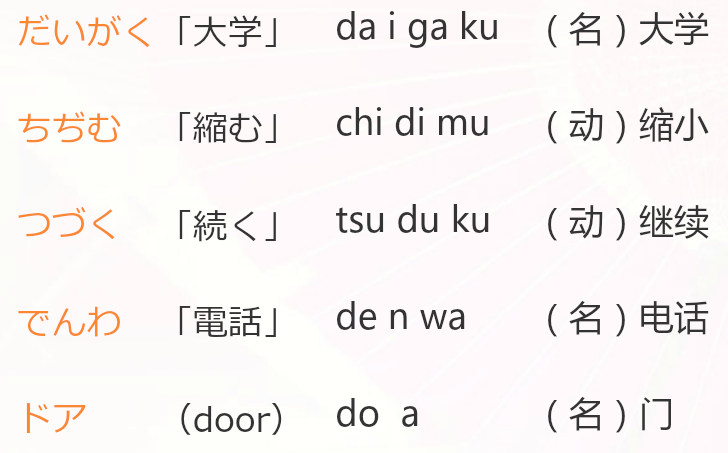 だいがく「大学」 da i ga ku （名）大学
ちぢむ 「縮む」 chi di mu （动）缩小
つづく 「続く」 tsu du ku （动）继续
でんわ 「電話」 de n wa （名）电话
ドア （door） do a （名）门